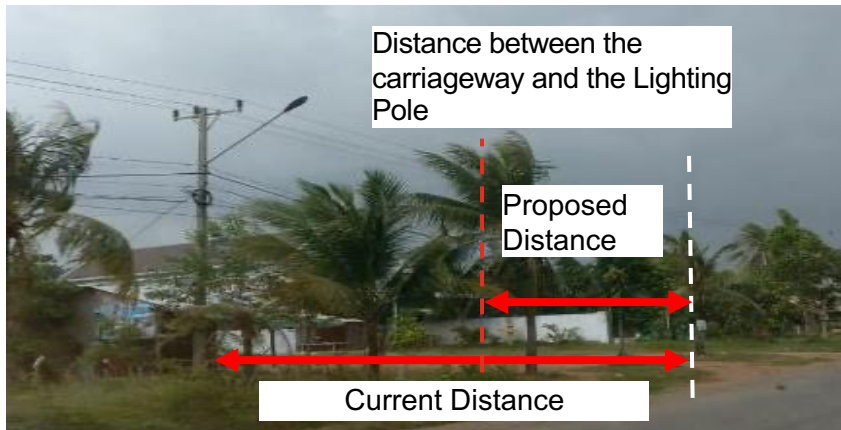 Distance between the
carriageway and the Lighting
Pole
Proposed
Distance
Current Distance